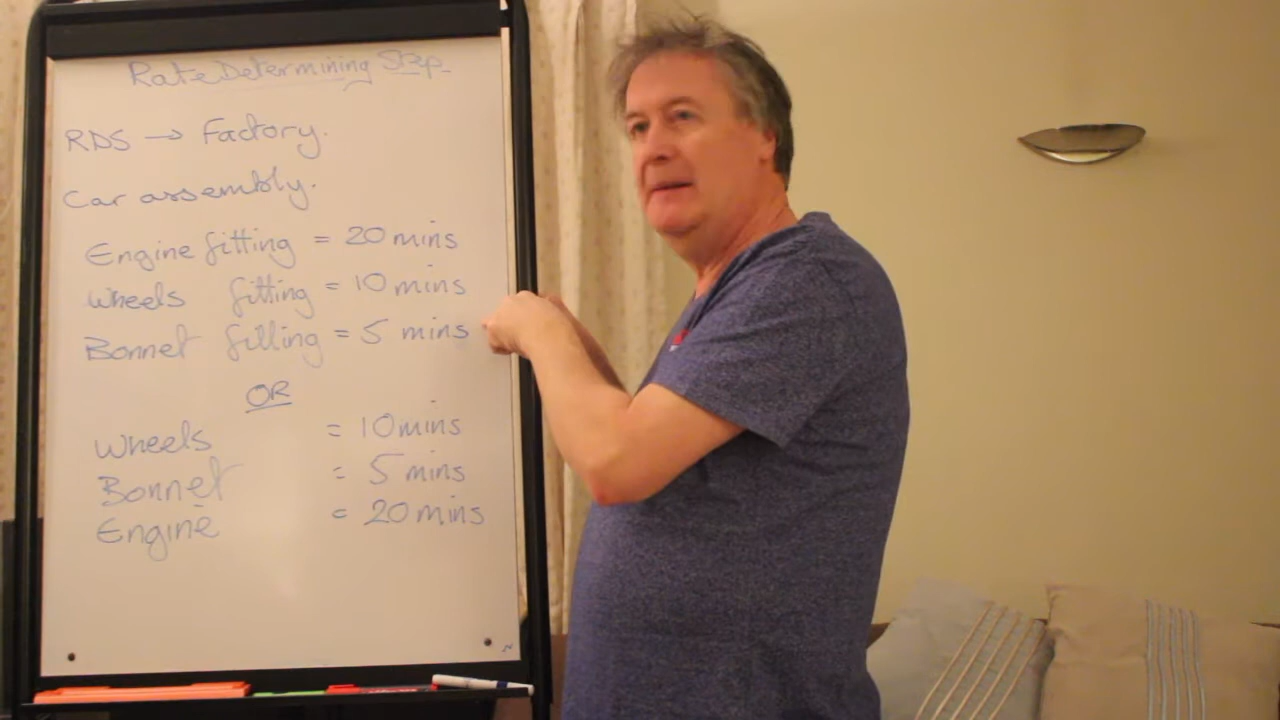 Rate Determining Step
RDS → Factory.
Car assembly.
Engine fitting = 20 mins
Wheels fitting = 10 mins
Bonnet filling = 5 mins
OR
Wheels = 10 mins
Bonnet = 5 mins
Engine = 20 mins